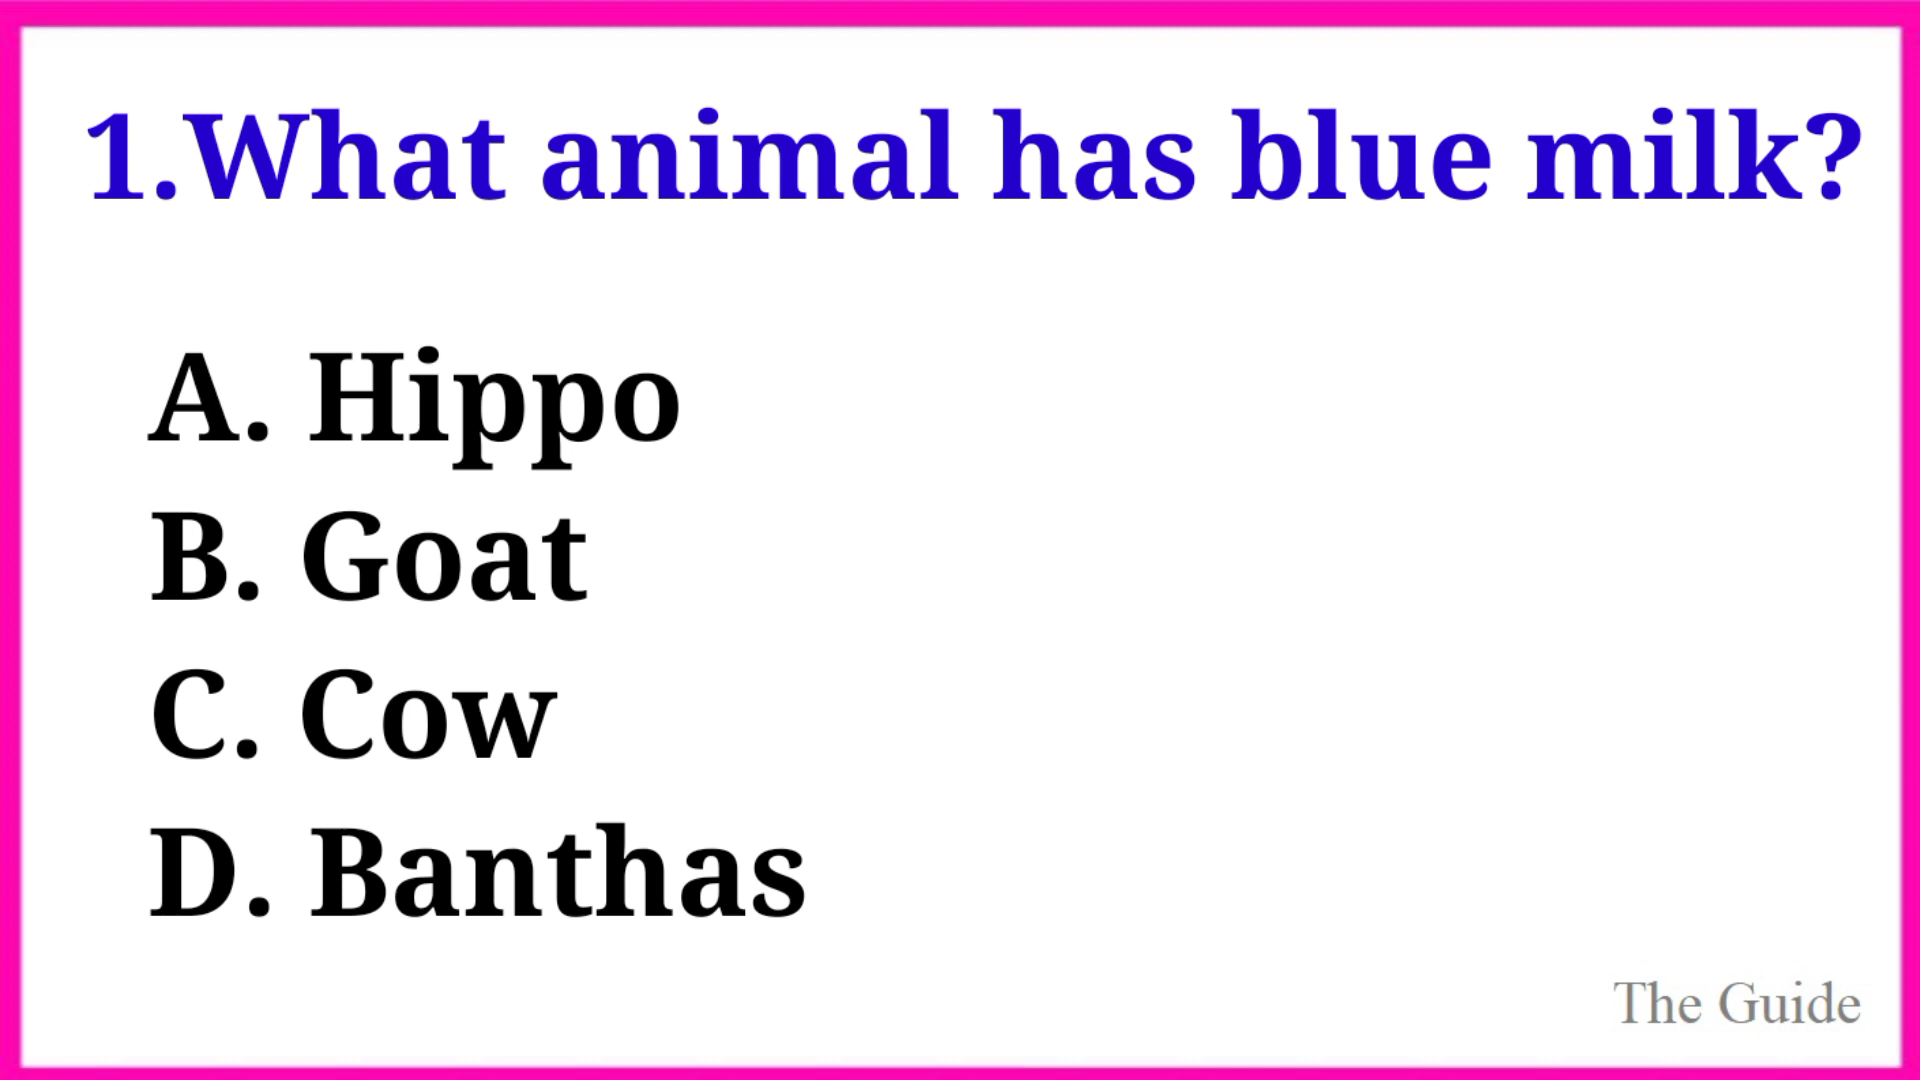 1.What animal has blue milk?
A. Hippo
B. Goat
C. Cow
D. Banthas
The Guide